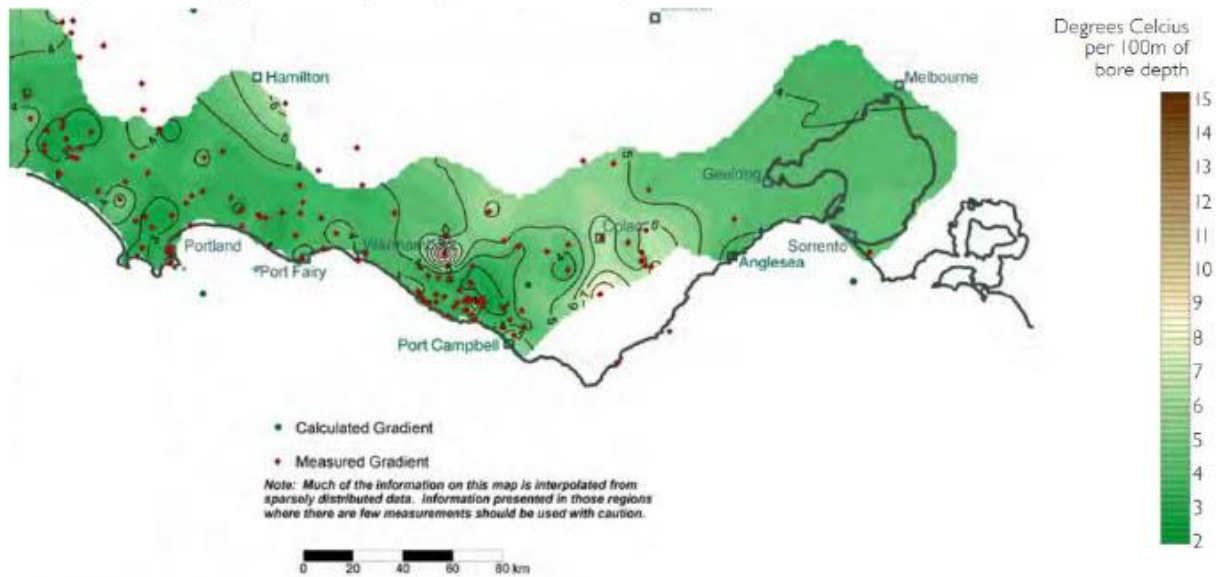 Degrees Celcius
per 100m of
bore depth
Hamilton
Melbourne
Geelong
Colac
Portland
Warrnambool
Sorrento
Port Fairy
Anglesea
Port Campbell
15
14
13
12
11
10
9
8
7
6
5
4
3
2
Calculated Gradient
Measured Gradient
Note: Much of the information on this map is interpolated from
sparsely distributed data. Information presented in those regions
where there are few measurements should be used with caution.
0 20 40 60 80 km